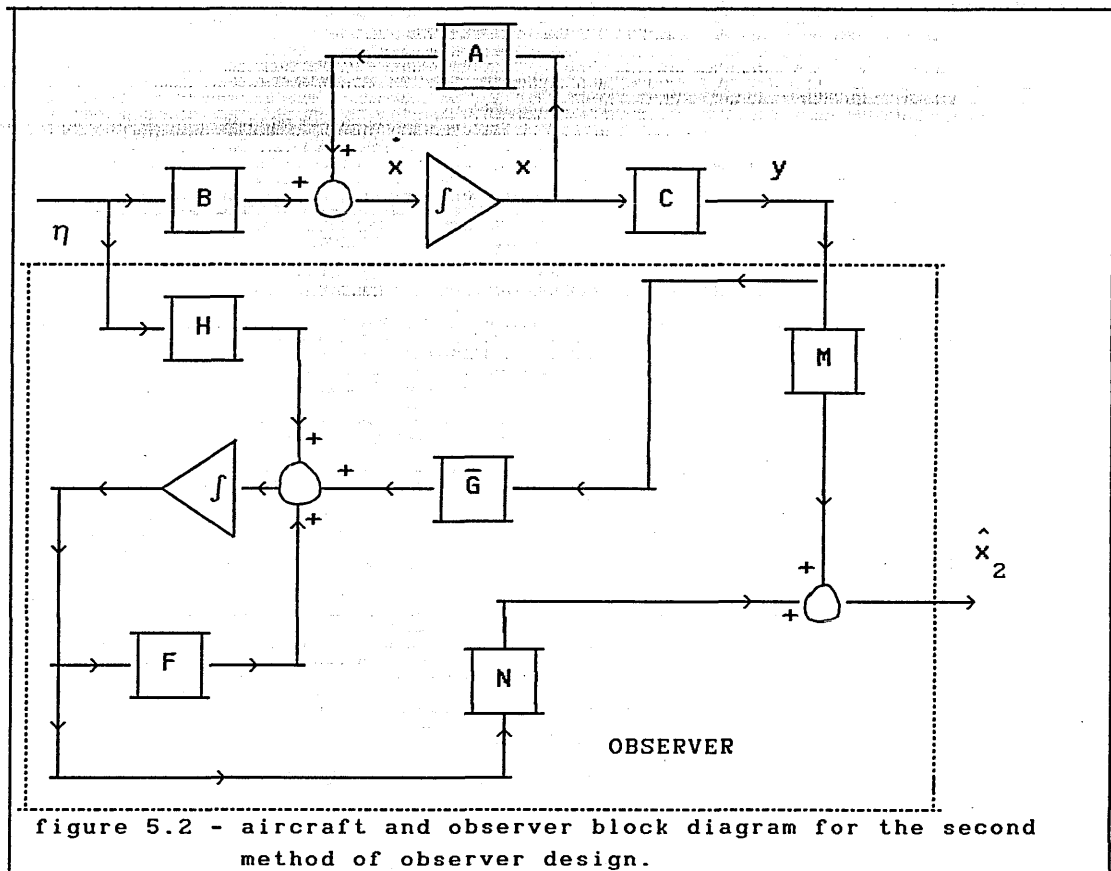 A
+
ẋ
x
y
+
B
∫
C
η
H
M
+
+
∫
G̅
+
x̂₂
+
+
F
N
OBSERVER
figure 5.2 - aircraft and observer block diagram for the second
method of observer design.